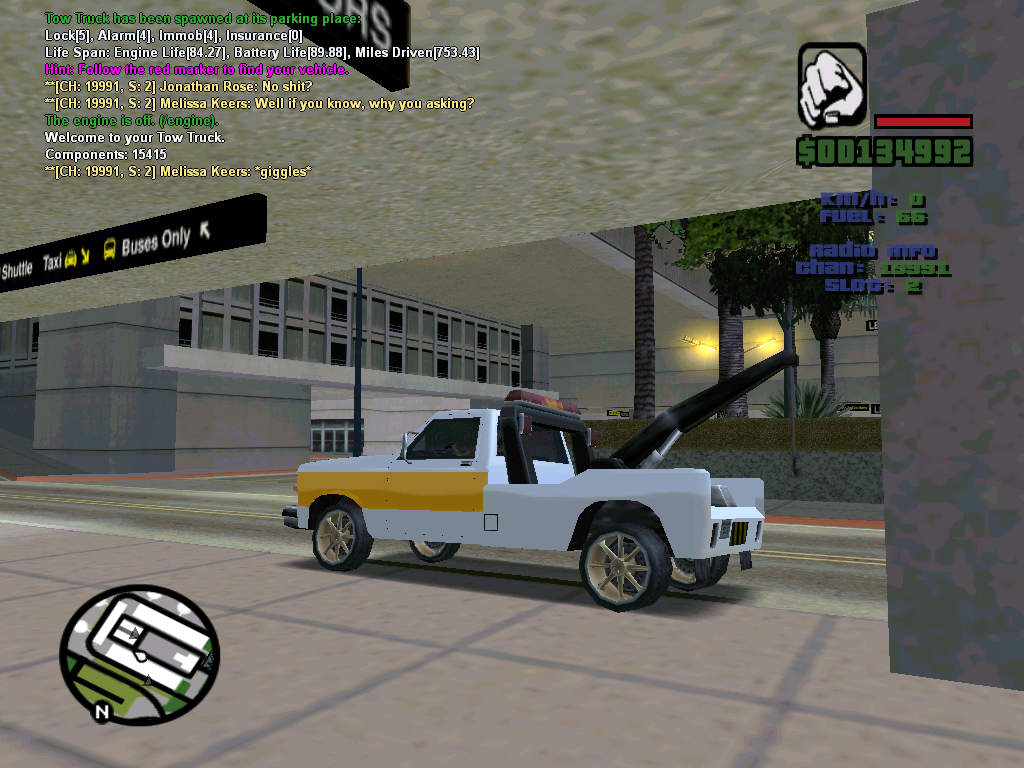 Tow Truck has been spawned at its parking place:
Lock[5], Alarm[4], Immob[4], Insurance[0]
Life Span: Engine Life[84.27], Battery Life[89.88], Miles Driven[753.43]
Hint: Follow the red marker to find your vehicle.
**[CH: 19991, S: 2] Jonathan Rose: No shit?
**[CH: 19991, S: 2] Melissa Keers: Well if you know, why you asking?
The engine is off. (/engine).
Welcome to your Tow Truck.
Components: 15415
**[CH: 19991, S: 2] Melissa Keers: *giggles*
$00134992
Km/h: 0
Fuel: 66
Radio Info
Chan: 19991
Slot: 2
Shuttle Taxi Buses Only
N